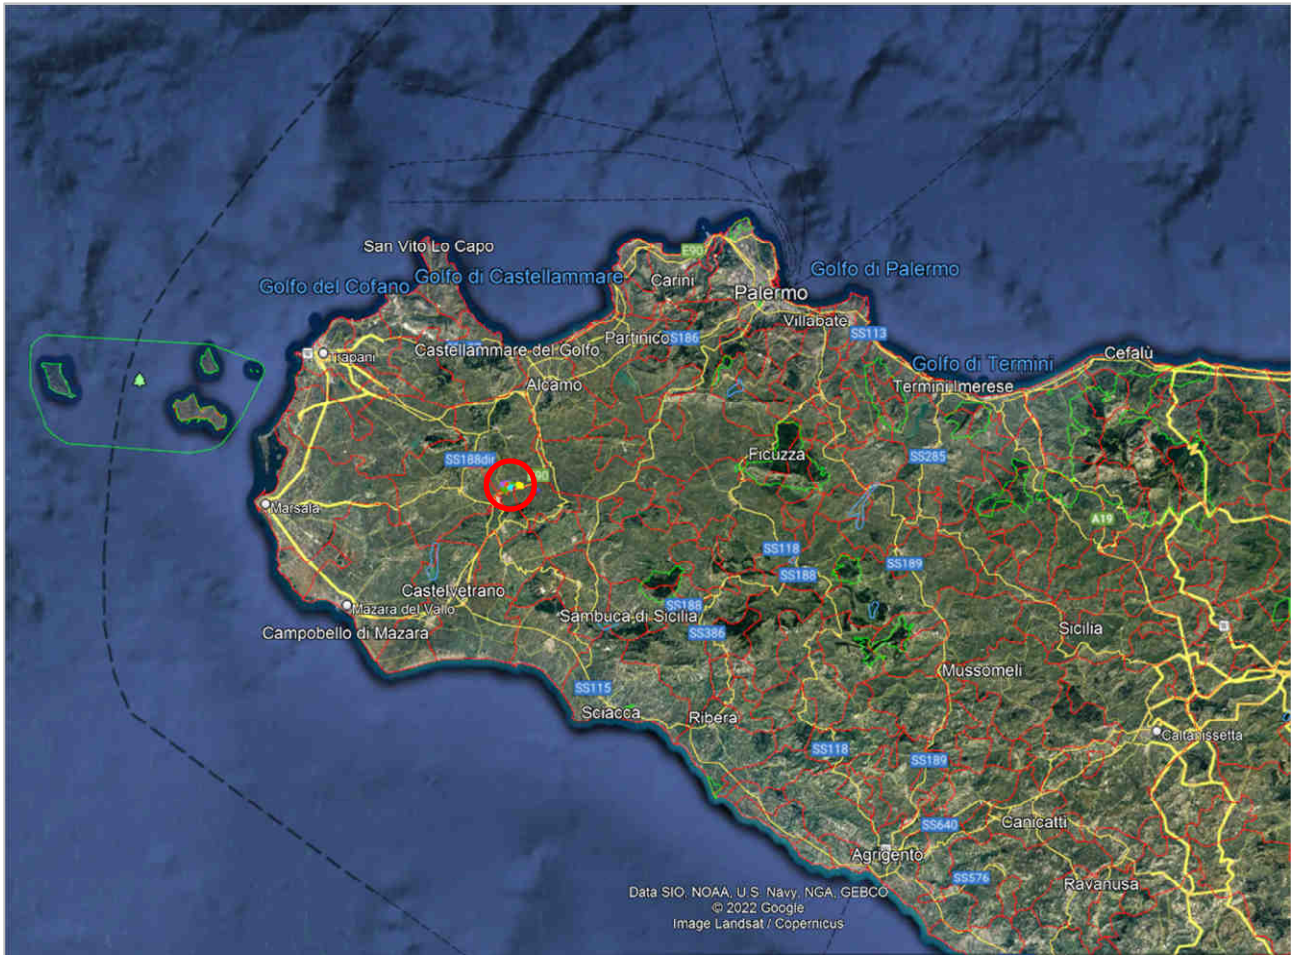 San Vito Lo Capo
E90
Golfo di Palermo
Golfo di Castellammare
Golfo del Cofano
Carini
Palermo
Villabate
SS113
Partinico
SS186
Castellammare del Golfo
Trapani
Cefalù
Golfo di Termini
Alcamo
Termini Imerese
Ficuzza
SS285
SS188dir
Marsala
A19
SS118
SS189
SS188
Castelvetrano
Mazara del Vallo
SS188
Sambuca di Sicilia
Campobello di Mazara
SS386
Sicilia
Mussomeli
SS115
Sciacca
Ribera
Caltanissetta
SS118
SS189
SS640
Canicatti
Agrigento
SS576
Ravanusa
Data SIO, NOAA, U.S. Navy, NGA, GEBCO
© 2022 Google
Image Landsat / Copernicus